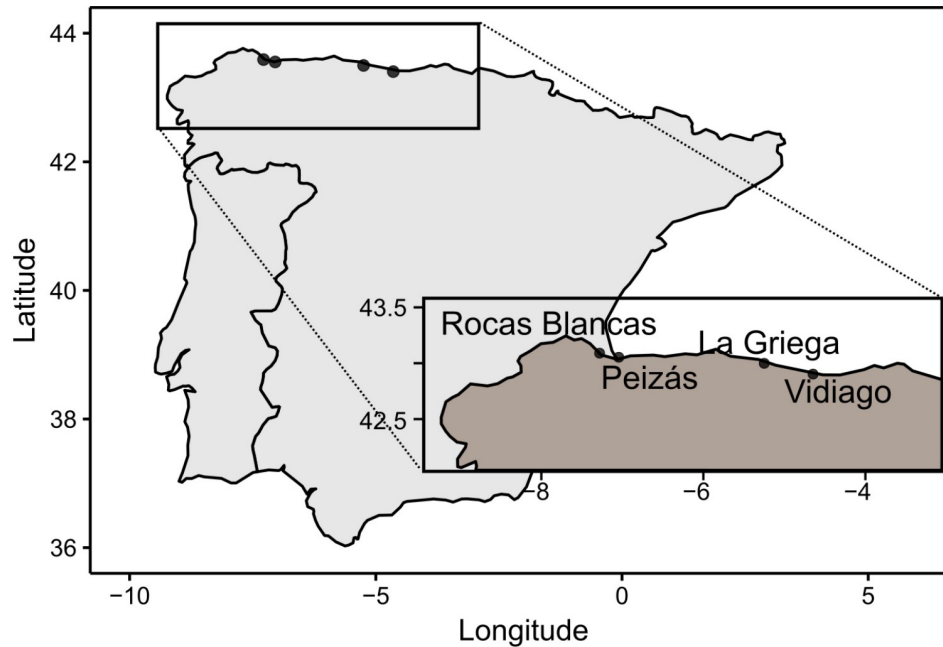 44
42
40
38
36
Latitude
43.5
42.5
Rocas Blancas
La Griega
Peizás
Vidiago
−8
−6
−4
−10
−5
0
5
Longitude